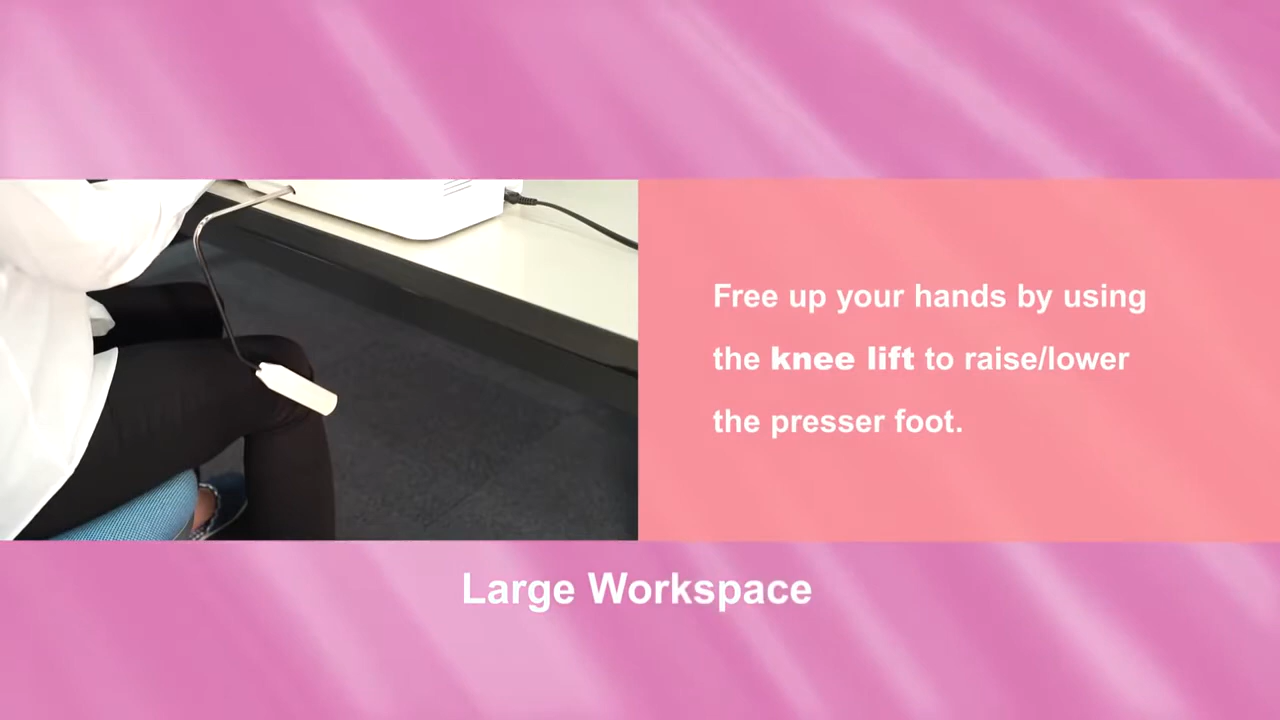 Free up your hands by using
the knee lift to raise/lower
the presser foot.
Large Workspace